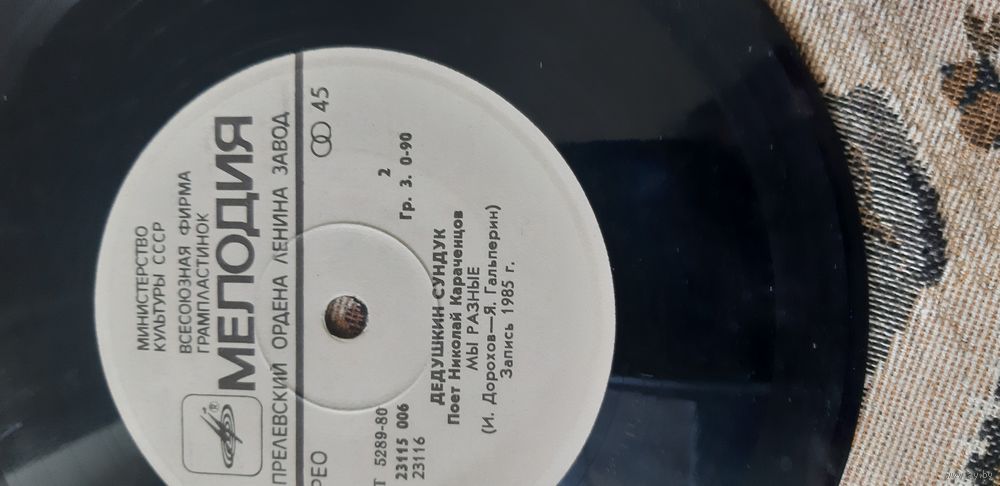 МИНИСТЕРСТВО
КУЛЬТУРЫ СССР
ВСЕСОЮЗНАЯ ФИРМА
ГРАМПЛАСТИНОК
МЕЛОДИЯ
®
ПРЕЛЕВСКИЙ ОРДЕНА ЛЕНИНА ЗАВОД
РЕО
45
Т 5289-80
23115 006
23116
2
Гр. 3. 0-90
ДЕДУШКИН СУНДУК
Поет Николай Караченцов
МЫ РАЗНЫЕ
(И. Дорохов—Я. Гальперин)
Запись 1985 г.